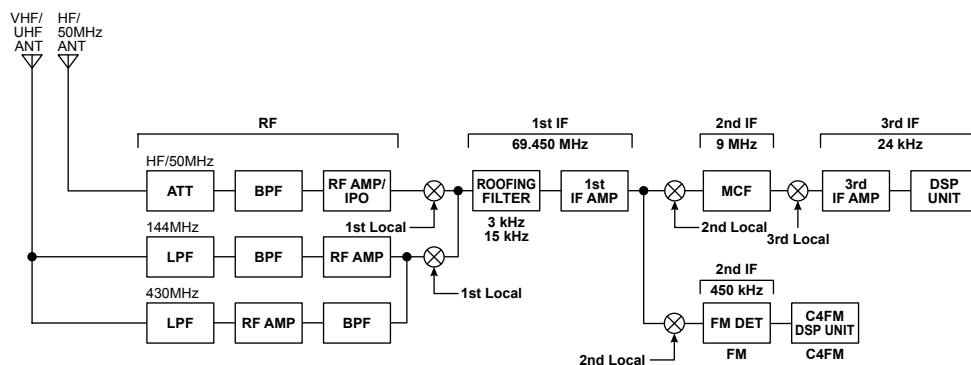 VHF/
UHF
ANT
HF/
50MHz
ANT
RF
1st IF
69.450 MHz
2nd IF
9 MHz
3rd IF
24 kHz
HF/50MHz
ATT
BPF
RF AMP/
IPO
1st Local
ROOFING
FILTER
3 kHz
15 kHz
1st
IF AMP
2nd Local
MCF
3rd Local
3rd
IF AMP
DSP
UNIT
144MHz
LPF
BPF
RF AMP
1st Local
430MHz
LPF
RF AMP
BPF
2nd IF
450 kHz
2nd Local
FM DET
FM
C4FM
DSP UNIT
C4FM